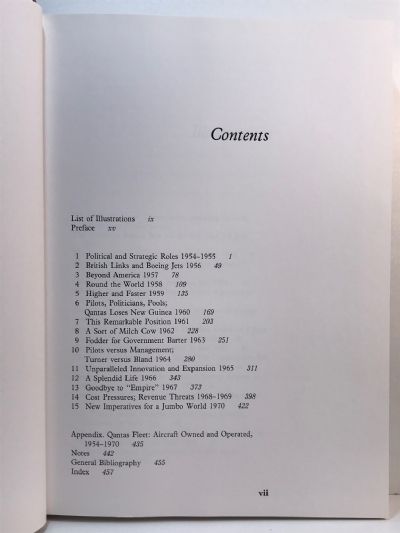 Contents
List of Illustrations ix
Preface xv
1 Political and Strategic Roles 1954–1955 1
2 British Links and Boeing Jets 1956 49
3 Beyond America 1957 78
4 Round the World 1958 109
5 Higher and Faster 1959 135
6 Pilots, Politicians, Pools;
Qantas Loses New Guinea 1960 169
7 This Remarkable Position 1961 203
8 A Sort of Milch Cow 1962 228
9 Fodder for Government Barter 1963 251
10 Pilots versus Management;
Turner versus Bland 1964 280
11 Unparalleled Innovation and Expansion 1965 311
12 A Splendid Life 1966 343
13 Goodbye to "Empire" 1967 373
14 Cost Pressures; Revenue Threats 1968–1969 398
15 New Imperatives for a Jumbo World 1970 422
Appendix. Qantas Fleet: Aircraft Owned and Operated,
1954–1970 435
Notes 442
General Bibliography 455
Index 457
vii